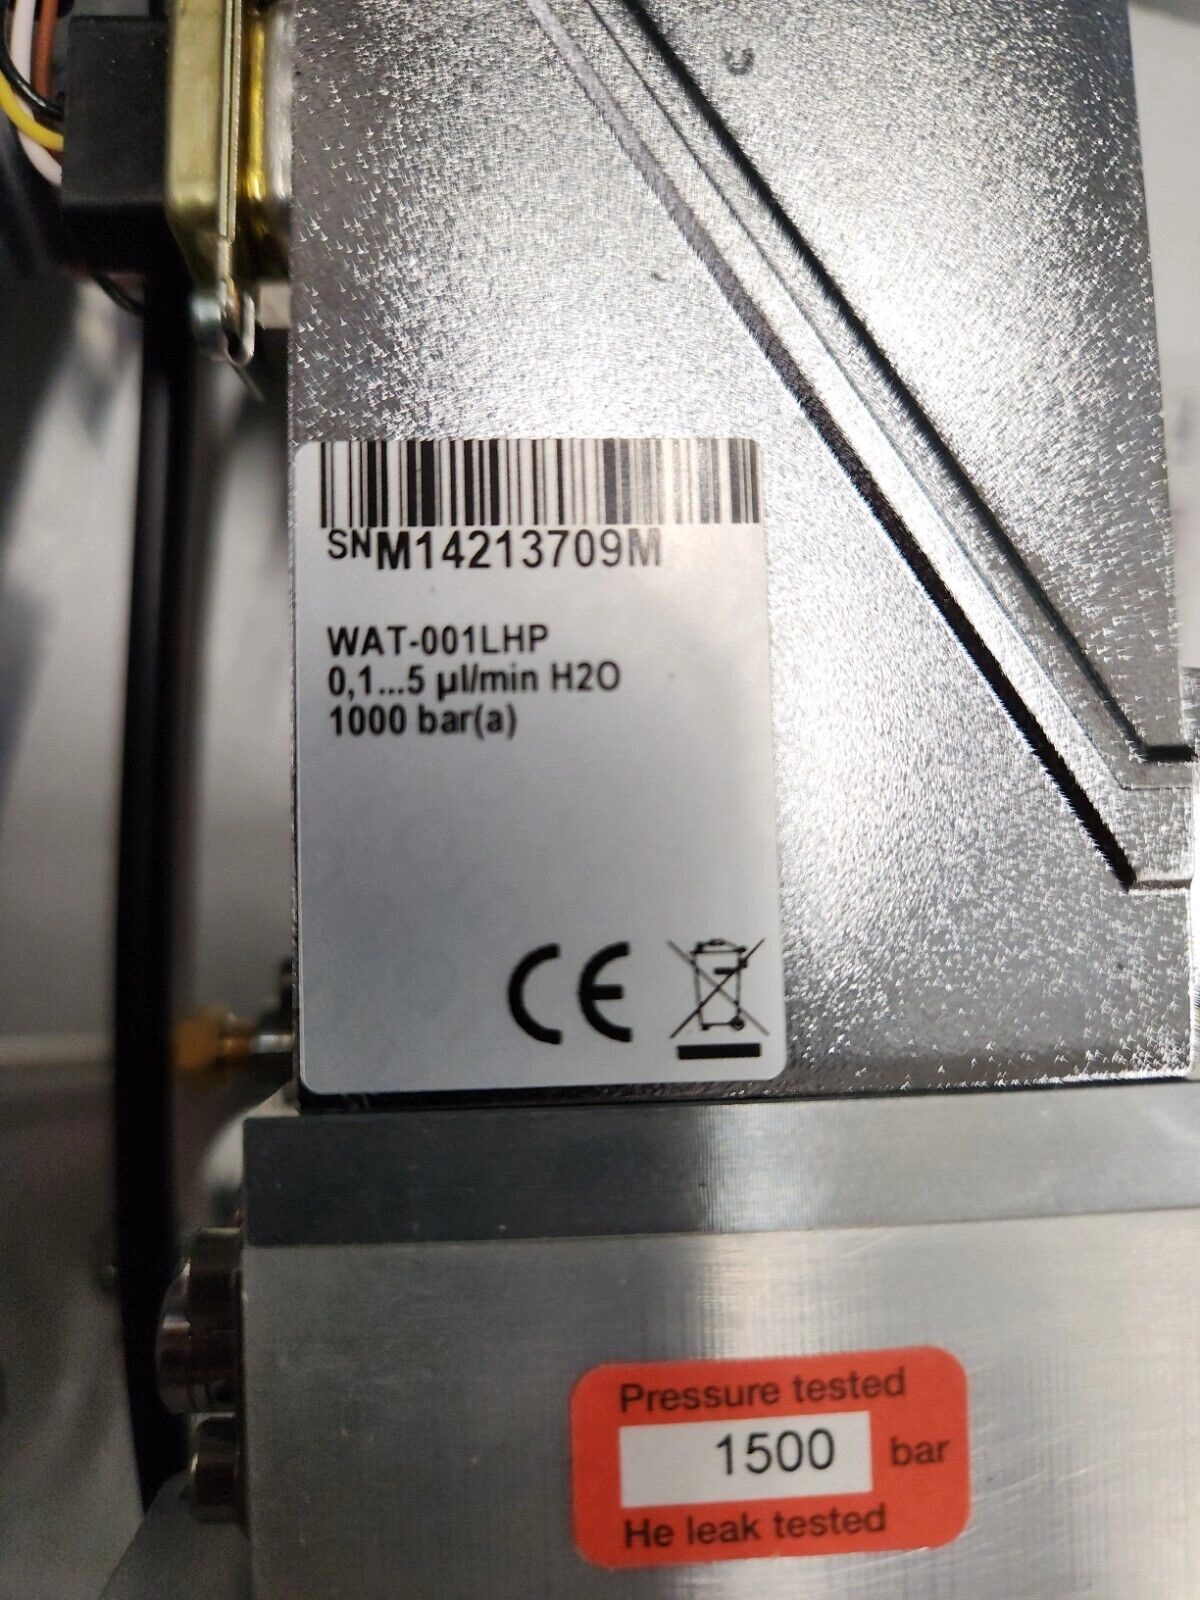 SNM14213709M
WAT-001LHP
0,1...5 µl/min H2O
1000 bar(a)
CE
Pressure tested
1500 bar
He leak tested